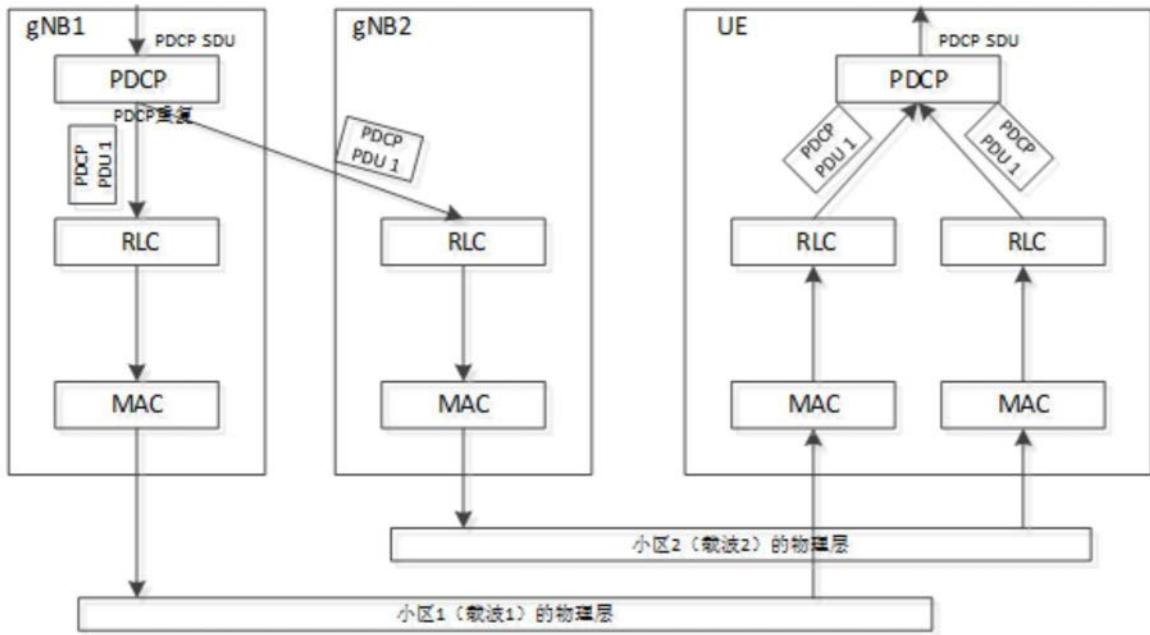 gNB1
gNB2
UE
PDCP SDU
PDCP SDU
PDCP
PDCP
PDCP重复
PDCP
PDU 1
PDCP
PDU 1
PDCP
PDU 1
PDCP
PDU 1
RLC
RLC
RLC
RLC
MAC
MAC
MAC
MAC
小区2（载波2）的物理层
小区1（载波1）的物理层